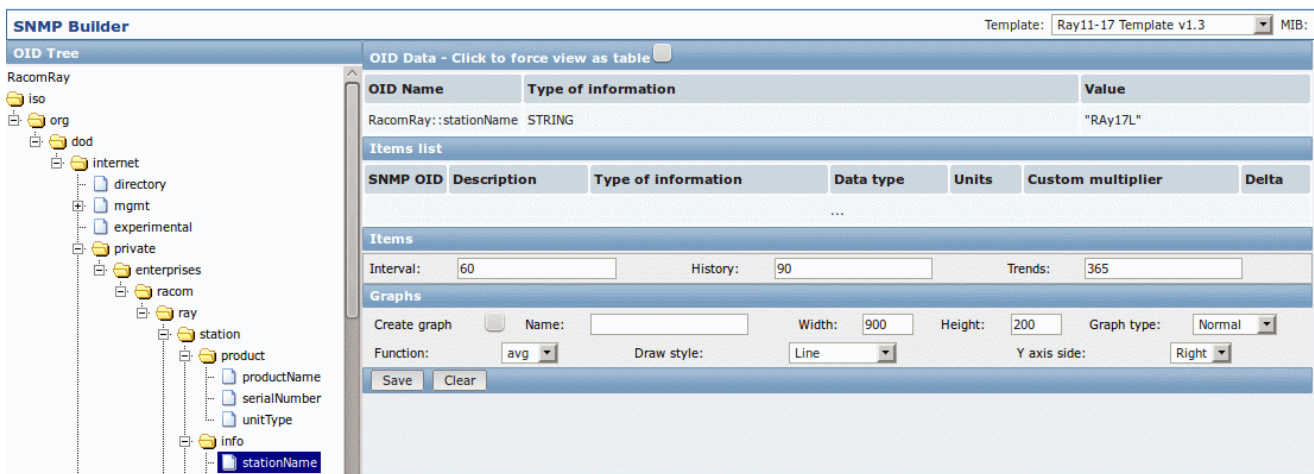 SNMP Builder
Template: Ray11-17 Template v1.3 MIB:
OID Tree
RacomRay
iso
org
dod
internet
directory
mgmt
experimental
private
enterprises
racom
ray
station
product
productName
serialNumber
unitType
info
stationName
OID Data - Click to force view as table
OID Name Type of information Value
RacomRay::stationName STRING "RAy17L"
Items list
SNMP OID Description Type of information Data type Units Custom multiplier Delta
...
Items
Interval: 60 History: 90 Trends: 365
Graphs
Create graph Name: Width: 900 Height: 200 Graph type: Normal
Function: avg Draw style: Line Y axis side: Right
Save Clear